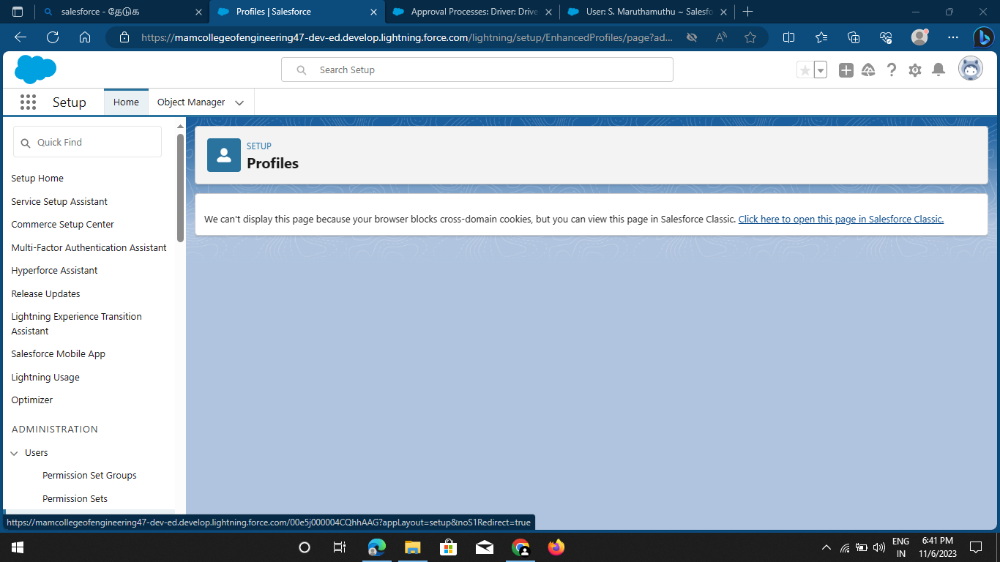 salesforce - தேடுக
Profiles | Salesforce
Approval Processes: Driver: Drive
User: S. Maruthamuthu ~ Salesfo
https://mamcollegeofengineering47-dev-ed.develop.lightning.force.com/lightning/setup/EnhancedProfiles/page?ad...
Search Setup
Setup
Home
Object Manager
Quick Find
Setup Home
Service Setup Assistant
Commerce Setup Center
Multi-Factor Authentication Assistant
Hyperforce Assistant
Release Updates
Lightning Experience Transition
Assistant
Salesforce Mobile App
Lightning Usage
Optimizer
ADMINISTRATION
Users
Permission Set Groups
Permission Sets
SETUP
Profiles
We can't display this page because your browser blocks cross-domain cookies, but you can view this page in Salesforce Classic. Click here to open this page in Salesforce Classic.
https://mamcollegeofengineering47-dev-ed.develop.lightning.force.com/00e5j000004CQhhAAG?appLayout=setup&noS1Redirect=true
ENG
IN
6:41 PM
11/6/2023